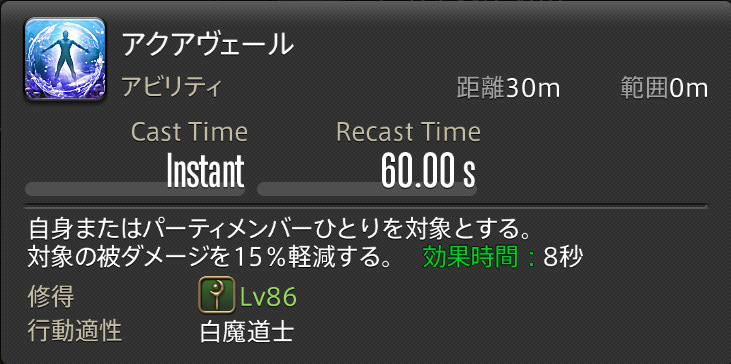 アクアヴェール
アビリティ 距離30m 範囲0m
Cast Time Recast Time
Instant 60.00 s
自身またはパーティメンバーひとりを対象とする。
対象の被ダメージを15%軽減する。 効果時間：8秒
修得 Lv86
行動適性 白魔道士